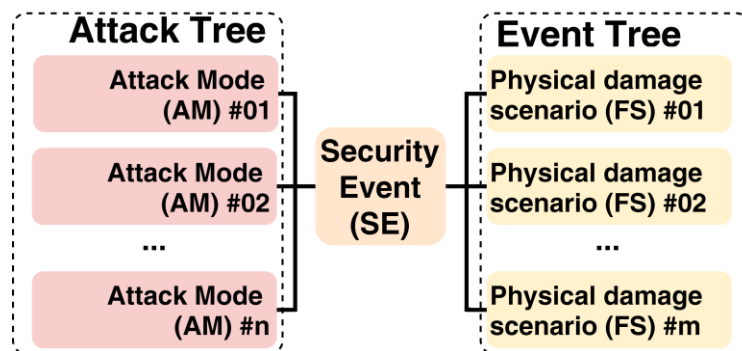 Attack Tree
Attack Mode
(AM) #01
Attack Mode
(AM) #02
...
Attack Mode
(AM) #n
Security
Event
(SE)
Event Tree
Physical damage
scenario (FS) #01
Physical damage
scenario (FS) #02
...
Physical damage
scenario (FS) #m